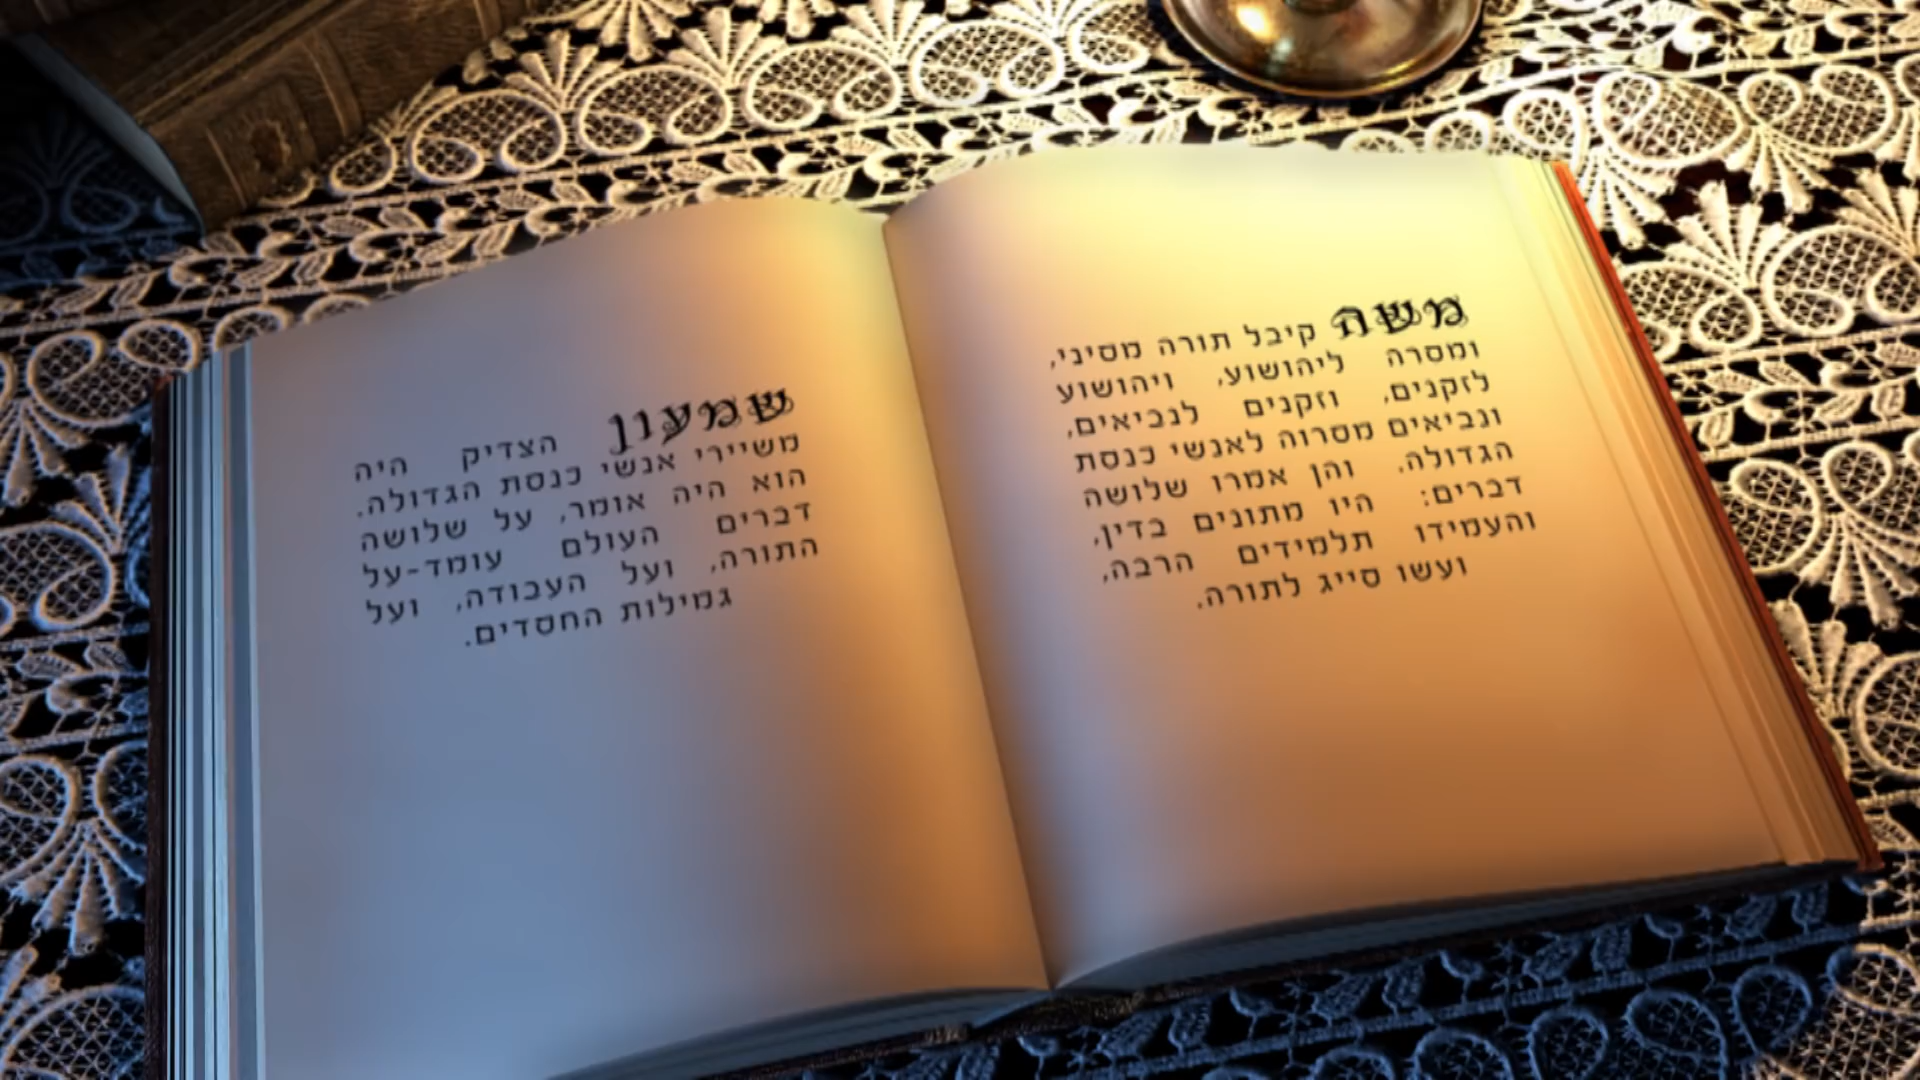 משה קיבל תורה מסיני,
ומסרה ליהושוע, ויהושוע
לזקנים, וזקנים לנביאים,
ונביאים מסרוה לאנשי כנסת
הגדולה. והן אמרו שלושה
דברים: היו מתונים בדין,
והעמידו תלמידים הרבה,
ועשו סייג לתורה.
שמעון הצדיק היה
משיירי אנשי כנסת הגדולה.
הוא היה אומר, על שלושה
דברים העולם עומד-על
התורה, ועל העבודה, ועל
גמילות החסדים.